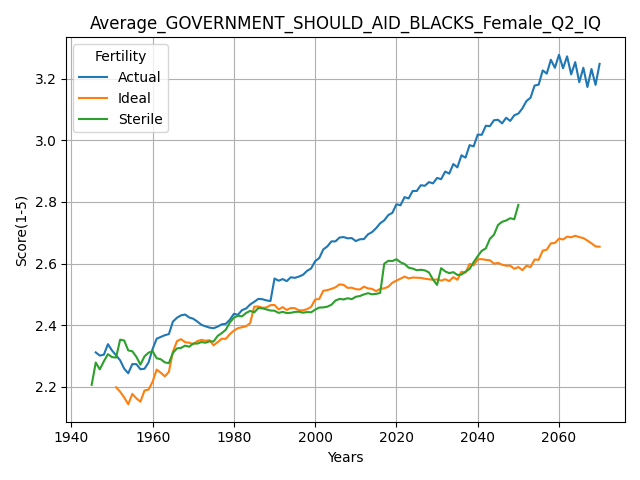 Average_GOVERNMENT_SHOULD_AID_BLACKS_Female_Q2_IQ
Fertility
Actual
Ideal
Sterile
Score(1-5)
3.2
3.0
2.8
2.6
2.4
2.2
1940 1960 1980 2000 2020 2040 2060
Years